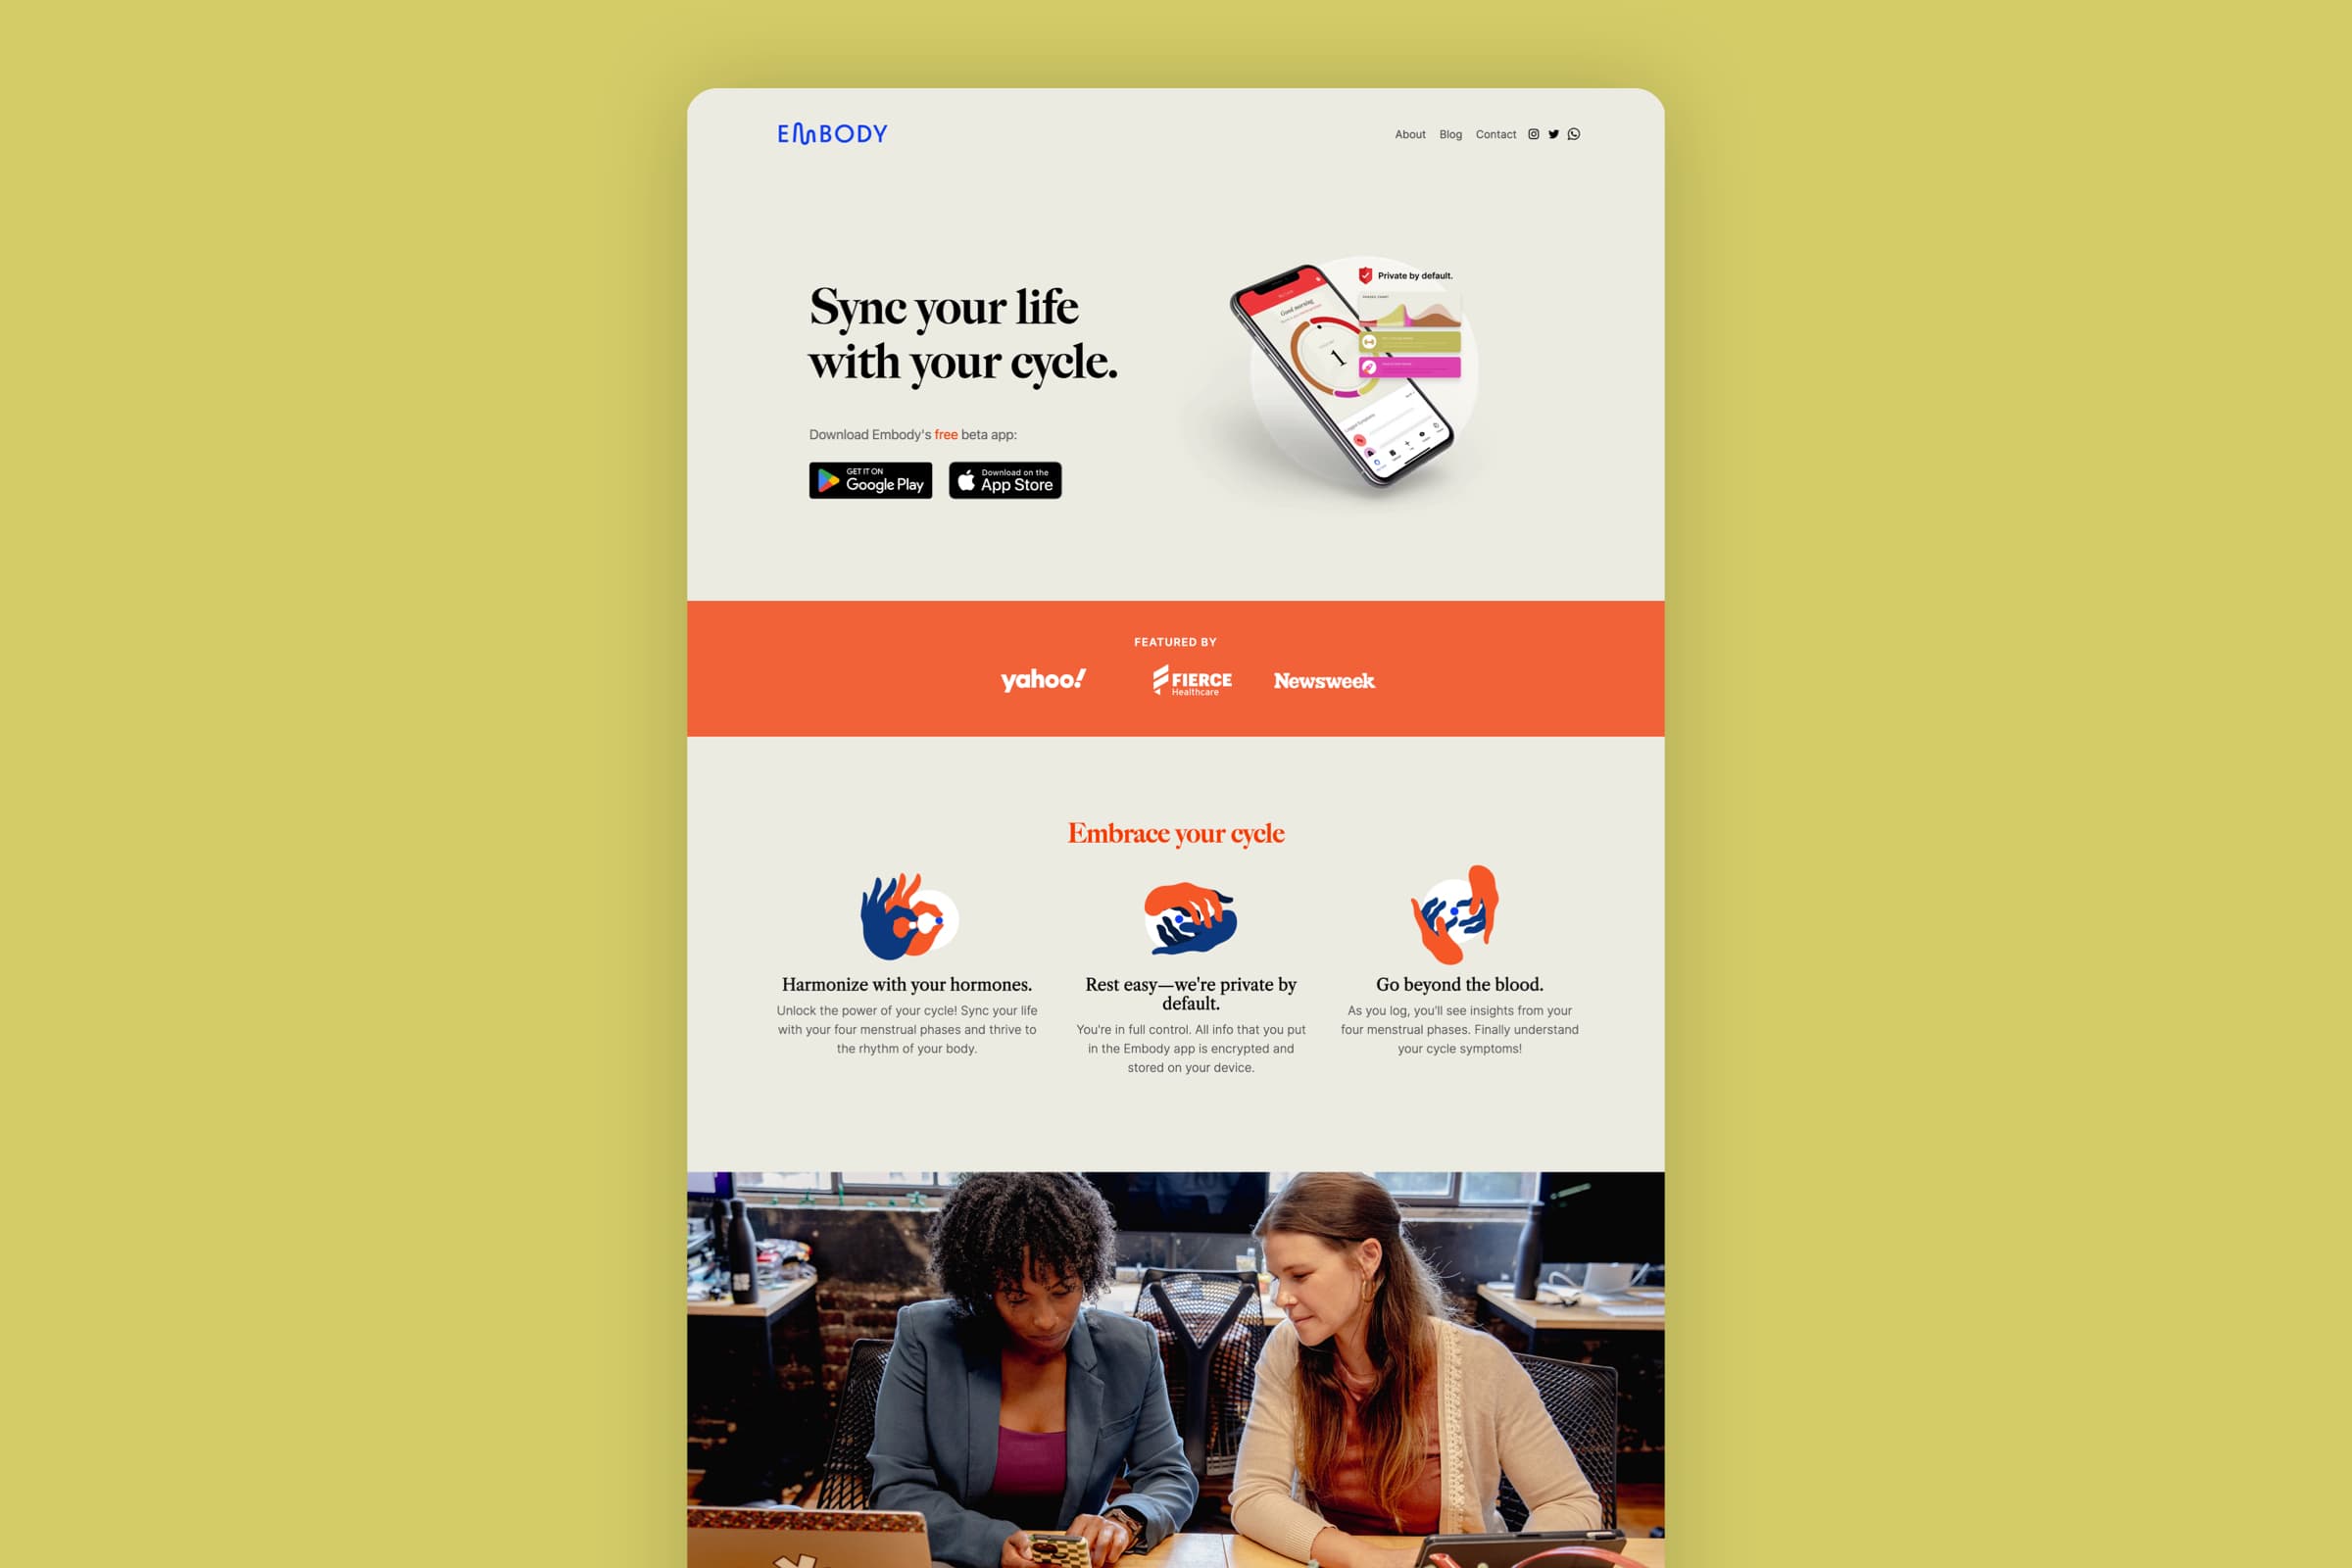 EMBODY
About Blog Contact
Sync your life
with your cycle.
Download Embody's free beta app:
GET IT ON
Google Play
Download on the
App Store
Private by default.
PHASES CHART
Good morning
1
FEATURED BY
yahoo!
FIERCE
Healthcare
Newsweek
Embrace your cycle
Harmonize with your hormones.
Unlock the power of your cycle! Sync your life
with your four menstrual phases and thrive to
the rhythm of your body.
Rest easy—we're private by
default.
You're in full control. All info that you put
in the Embody app is encrypted and
stored on your device.
Go beyond the blood.
As you log, you'll see insights from your
four menstrual phases. Finally understand
your cycle symptoms!